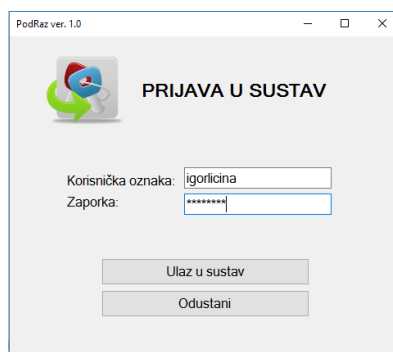 PodRaz ver. 1.0
PRIJAVA U SUSTAV
Korisnička oznaka: igorlicina
Zaporka: ********
Ulaz u sustav
Odustani